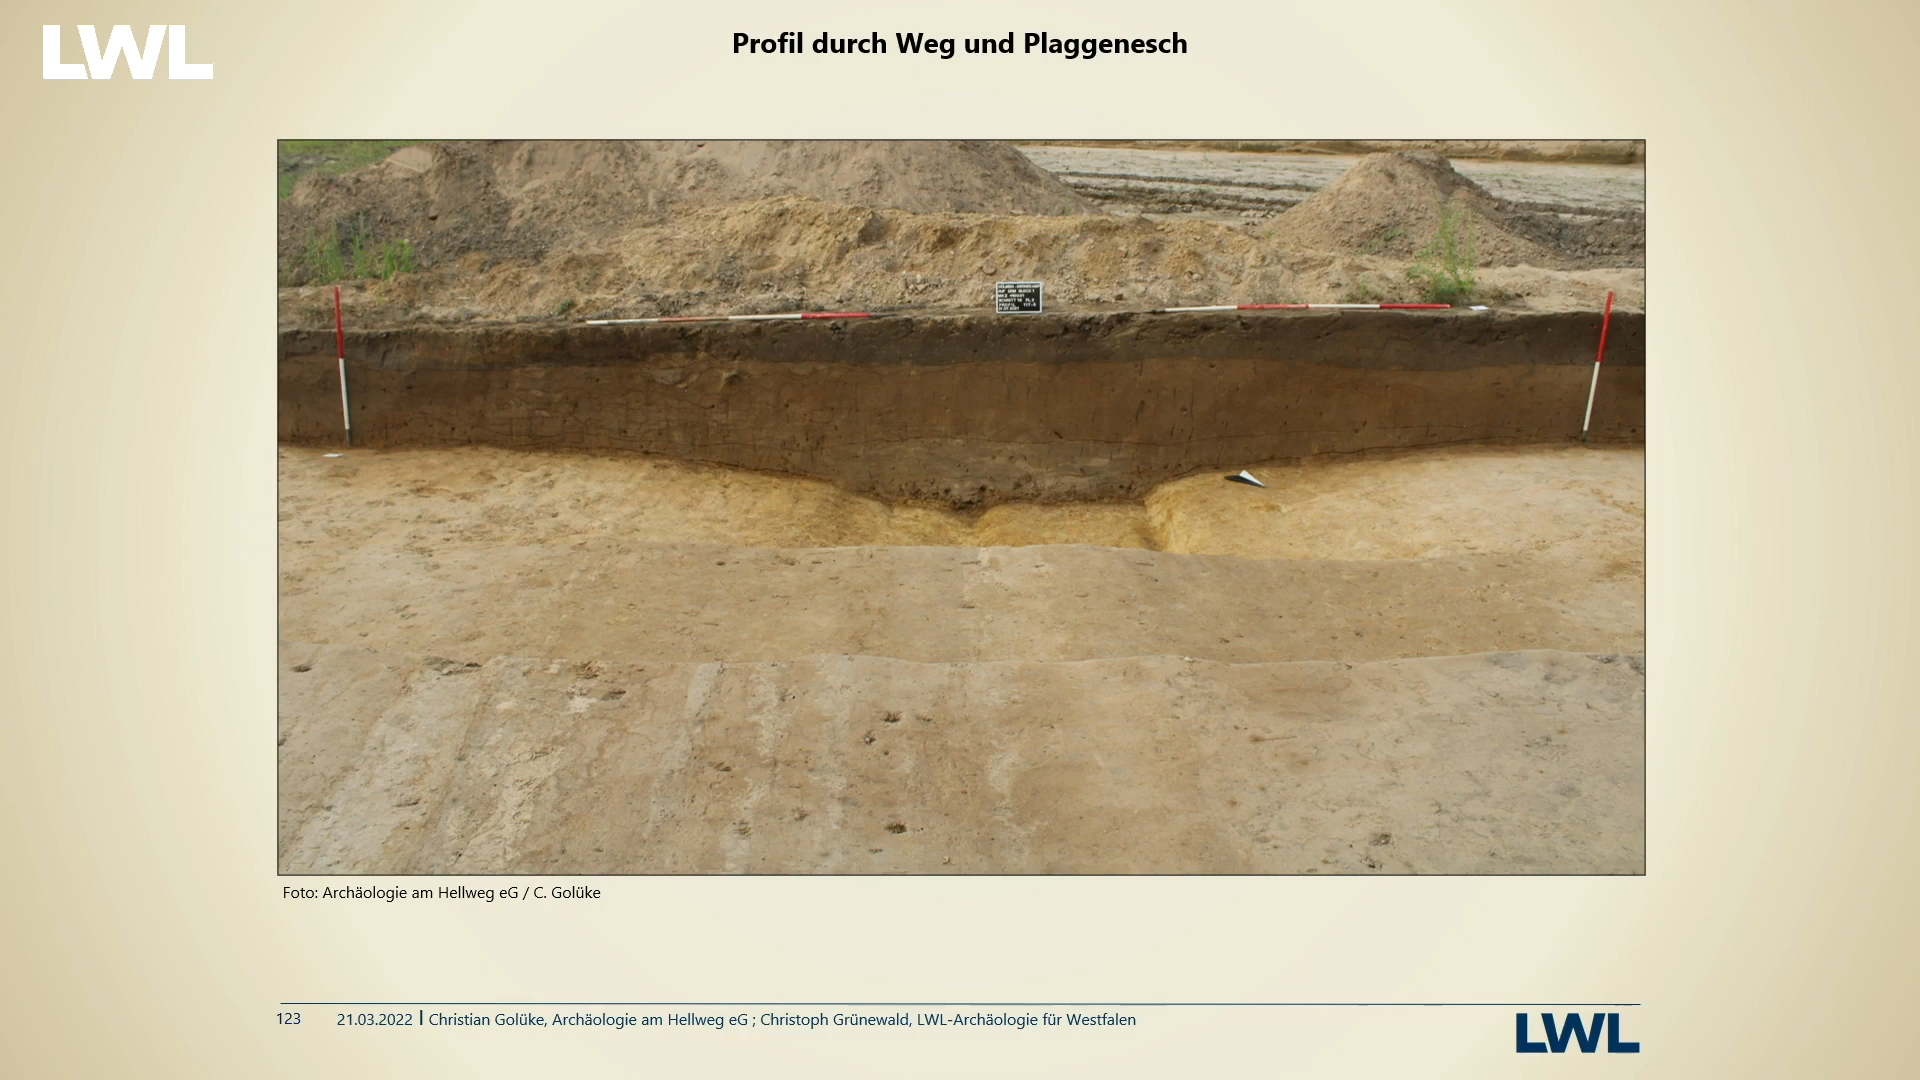 LWL
Profil durch Weg und Plaggenesch
Foto: Archäologie am Hellweg eG / C. Golüke
123 21.03.2022 | Christian Golüke, Archäologie am Hellweg eG ; Christoph Grünewald, LWL-Archäologie für Westfalen
LWL